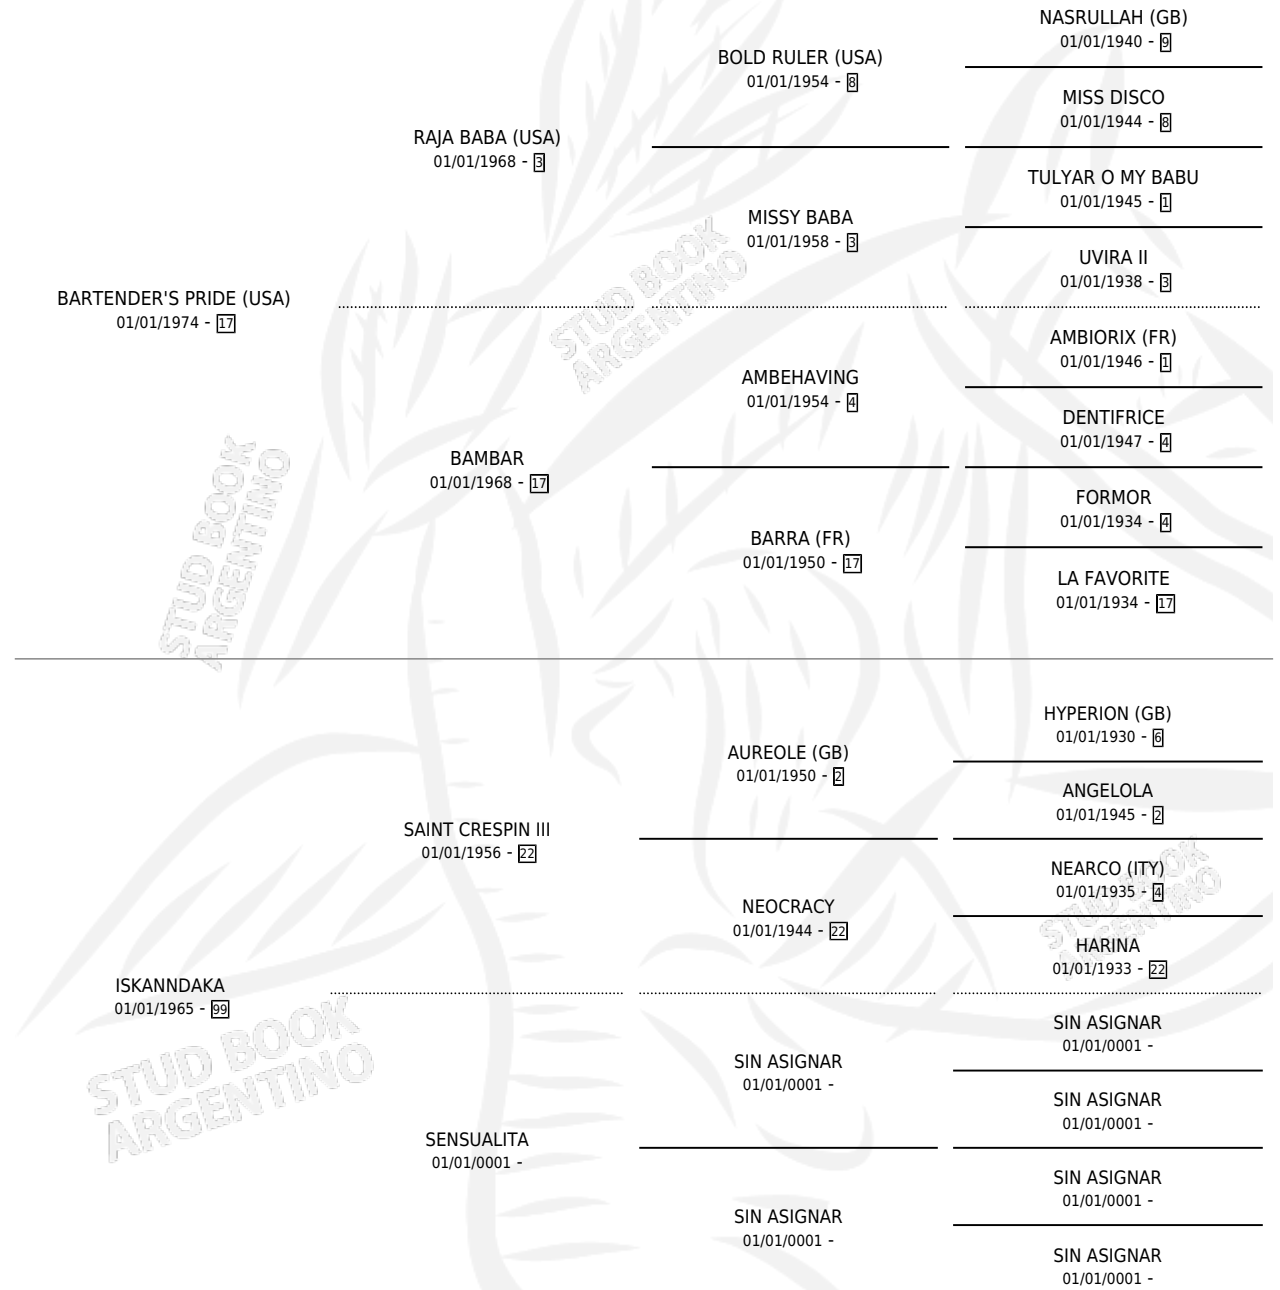 NASRULLAH (GB)
01/01/1940 - 9
BOLD RULER (USA)
01/01/1954 - 8
MISS DISCO
01/01/1944 - 8
RAJA BABA (USA)
01/01/1968 - 3
TULYAR O MY BABU
01/01/1945 - 1
MISSY BABA
01/01/1958 - 3
UVIRA II
01/01/1938 - 3
BARTENDER'S PRIDE (USA)
01/01/1974 - 17
AMBIORIX (FR)
01/01/1946 - 1
AMBEHAVING
01/01/1954 - 4
DENTIFRICE
01/01/1947 - 4
BAMBAR
01/01/1968 - 17
FORMOR
01/01/1934 - 4
BARRA (FR)
01/01/1950 - 17
LA FAVORITE
01/01/1934 - 17
HYPERION (GB)
01/01/1930 - 6
AUREOLE (GB)
01/01/1950 - 2
ANGELOLA
01/01/1945 - 2
SAINT CRESPIN III
01/01/1956 - 22
NEARCO (ITY)
01/01/1935 - 4
NEOCRACY
01/01/1944 - 22
HARINA
01/01/1933 - 22
ISKANNDAKA
01/01/1965 - 99
SIN ASIGNAR
01/01/0001 -
SIN ASIGNAR
01/01/0001 -
SIN ASIGNAR
01/01/0001 -
SENSUALITA
01/01/0001 -
SIN ASIGNAR
01/01/0001 -
SIN ASIGNAR
01/01/0001 -
SIN ASIGNAR
01/01/0001 -
STUD BOOK
ARGENTINO
STUD BOOK
ARGENTINO
STUD BOOK
ARGENTINO
STUD BOOK
ARGENTINO